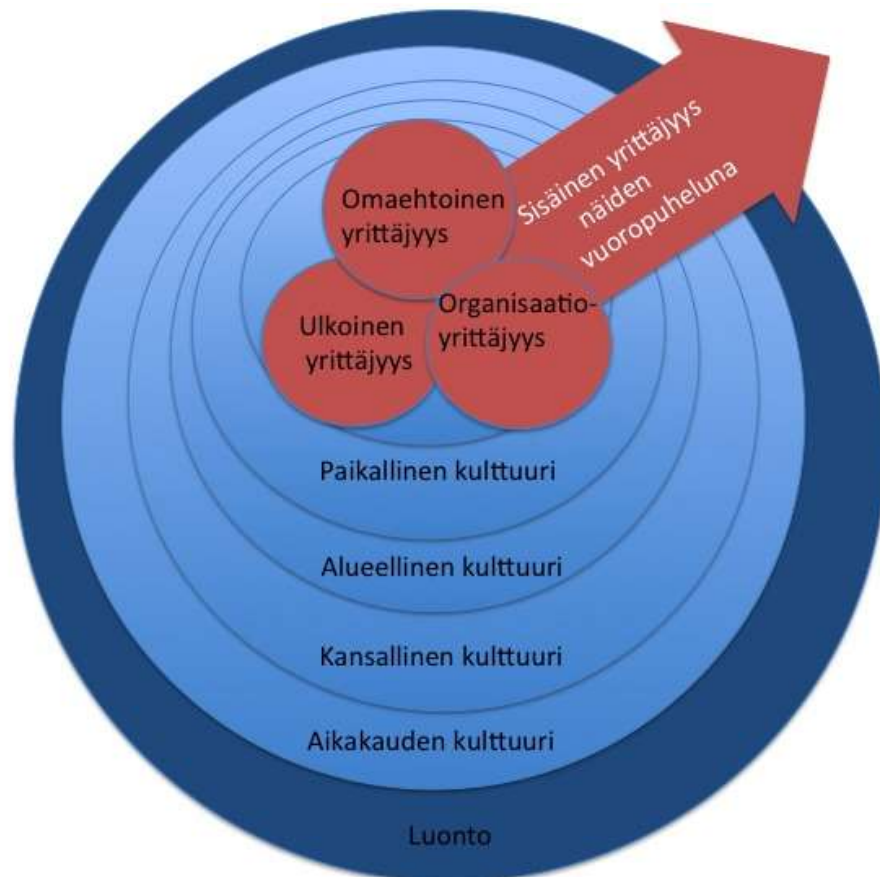 Omaehtoinen
yrittäjyys
Sisäinen yrittäjyys
näiden
vuoropuheluna
Ulkoinen
yrittäjyys
Organisaatio-
yrittäjyys
Paikallinen kulttuuri
Alueellinen kulttuuri
Kansallinen kulttuuri
Aikakauden kulttuuri
Luonto